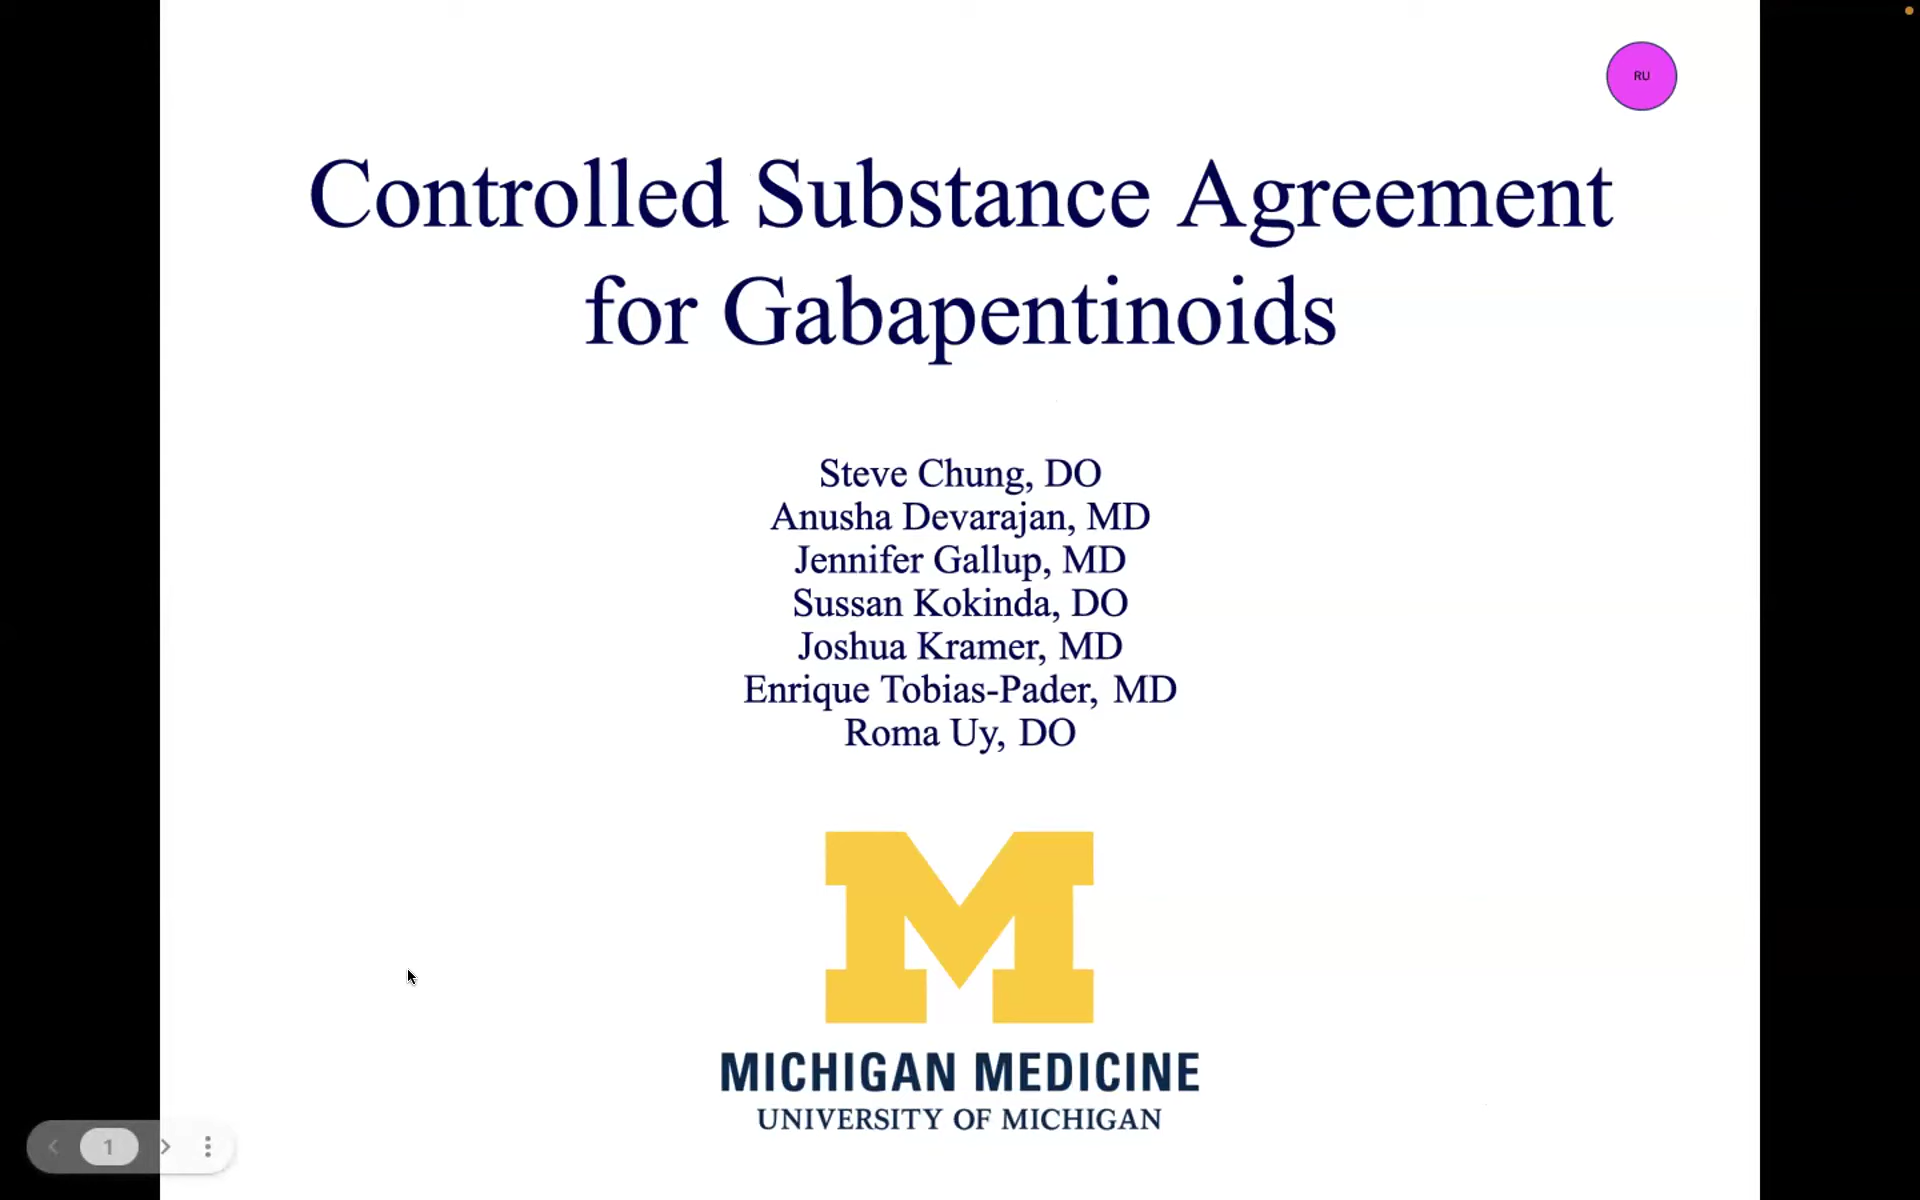 RU
Controlled Substance Agreement
for Gabapentinoids
Steve Chung, DO
Anusha Devarajan, MD
Jennifer Gallup, MD
Sussan Kokinda, DO
Joshua Kramer, MD
Enrique Tobias-Pader, MD
Roma Uy, DO
M
MICHIGAN MEDICINE
UNIVERSITY OF MICHIGAN
1